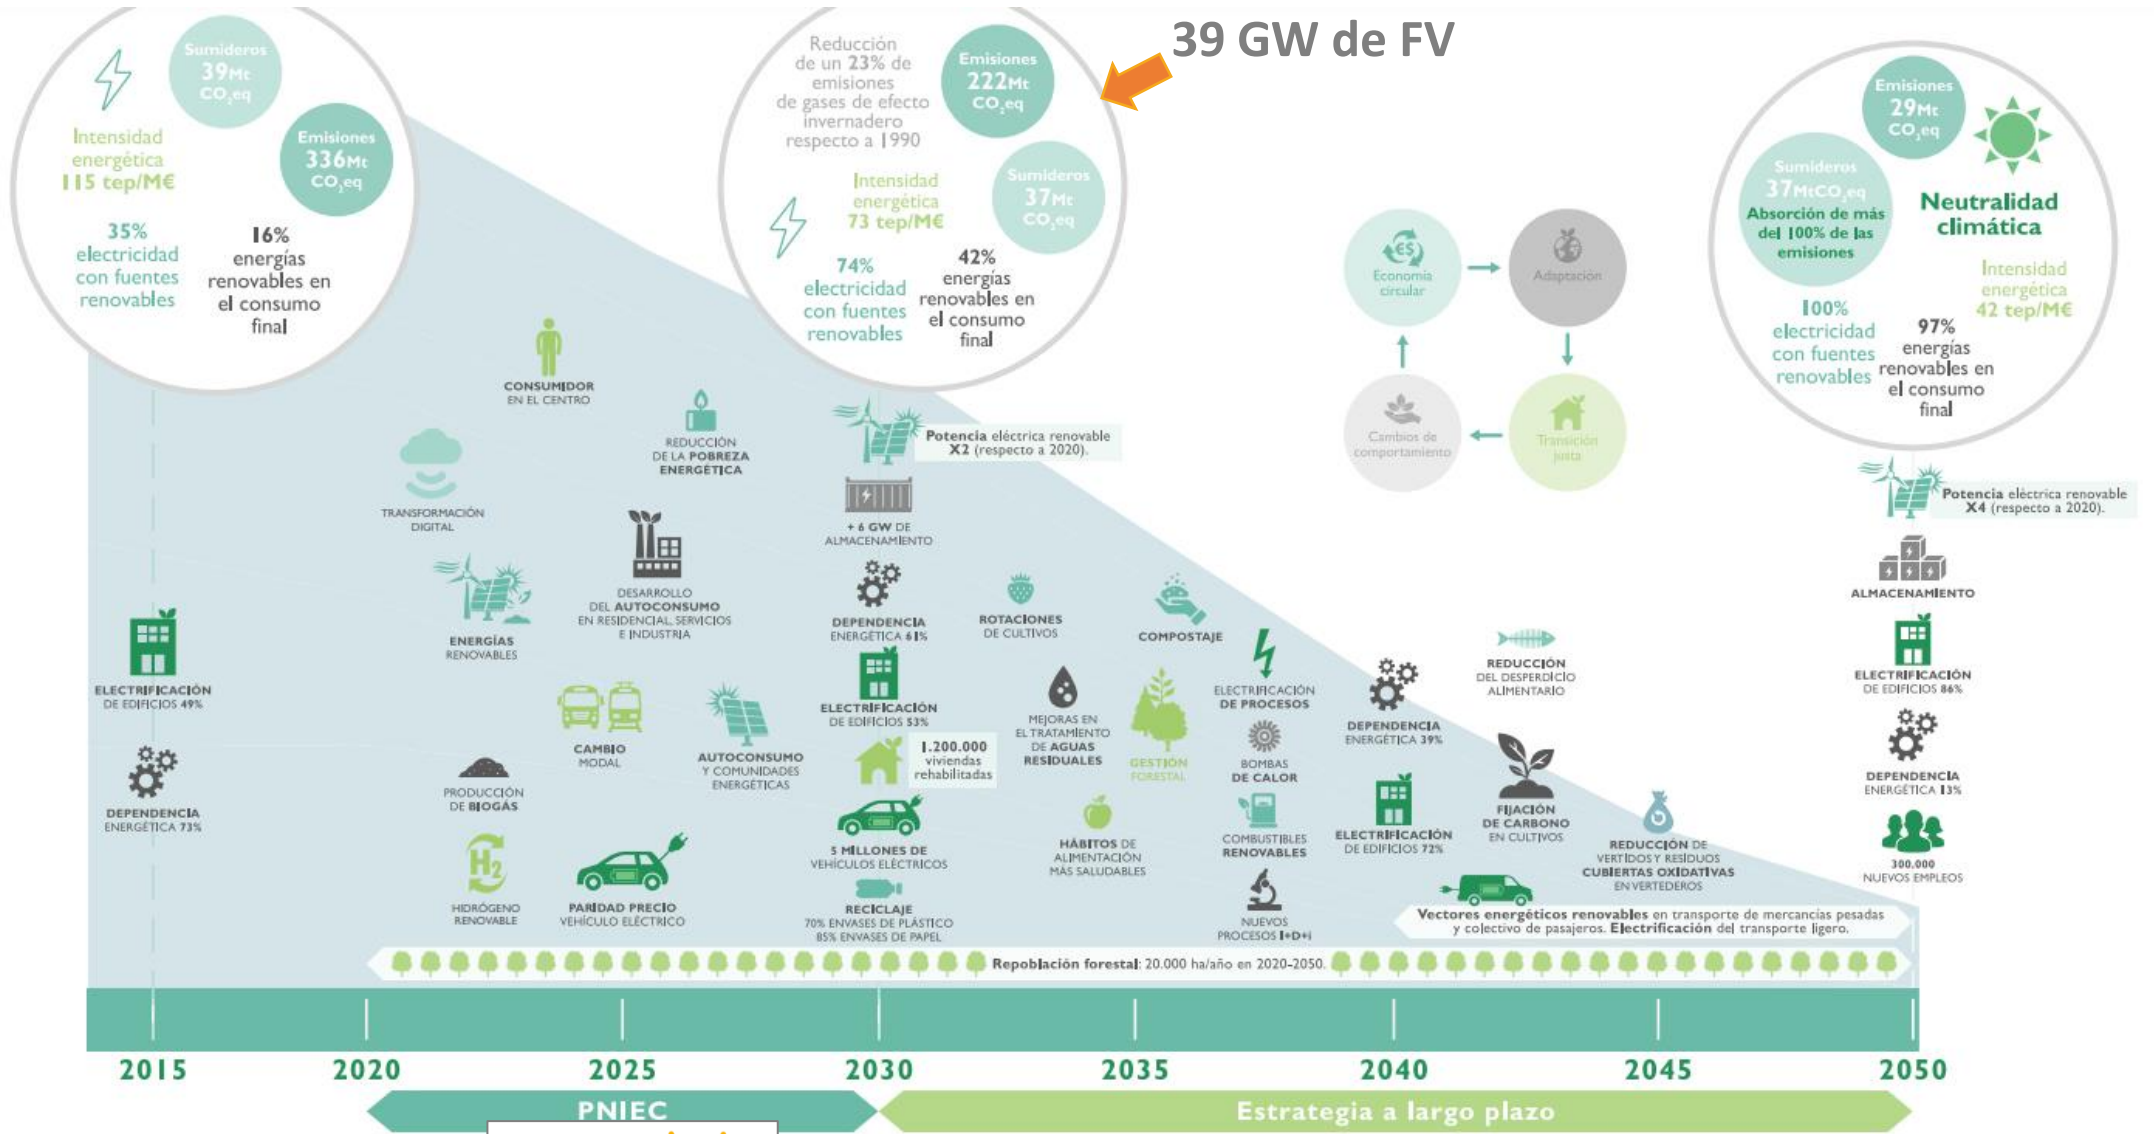 39 GW de FV
Sumideros
39Mt
CO₂eq
Emisiones
336Mt
CO₂eq
Intensidad
energética
115 tep/M€
35%
electricidad
con fuentes
renovables
16%
energías
renovables en
el consumo
final
Reducción
de un 23% de
emisiones
de gases de efecto
invernadero
respecto a 1990
Emisiones
222Mt
CO₂eq
Sumideros
37Mt
CO₂eq
Intensidad
energética
73 tep/M€
74%
electricidad
con fuentes
renovables
42%
energías
renovables en
el consumo
final
€$
Economía
circular
Adaptación
Cambios de
comportamiento
Transición
justa
Emisiones
29Mt
CO₂eq
Sumideros
37MtCO₂eq
Absorción de más
del 100% de las
emisiones
Neutralidad
climática
Intensidad
energética
42 tep/M€
100%
electricidad
con fuentes
renovables
97%
energías
renovables en
el consumo
final
ELECTRIFICACIÓN
DE EDIFICIOS 49%
DEPENDENCIA
ENERGÉTICA 73%
CONSUMIDOR
EN EL CENTRO
TRANSFORMACIÓN
DIGITAL
REDUCCIÓN
DE LA POBREZA
ENERGÉTICA
ENERGÍAS
RENOVABLES
DESARROLLO
DEL AUTOCONSUMO
EN RESIDENCIAL, SERVICIOS
E INDUSTRIA
CAMBIO
MODAL
AUTOCONSUMO
Y COMUNIDADES
ENERGÉTICAS
PRODUCCIÓN
DE BIOGÁS
H₂
HIDRÓGENO
RENOVABLE
PARIDAD PRECIO
VEHÍCULO ELÉCTRICO
Potencia eléctrica renovable
X2 (respecto a 2020).
+ 6 GW DE
ALMACENAMIENTO
DEPENDENCIA
ENERGÉTICA 61%
ELECTRIFICACIÓN
DE EDIFICIOS 53%
1.200.000
viviendas
rehabilitadas
5 MILLONES DE
VEHÍCULOS ELÉCTRICOS
RECICLAJE
70% ENVASES DE PLÁSTICO
85% ENVASES DE PAPEL
ROTACIONES
DE CULTIVOS
COMPOSTAJE
MEJORAS EN
EL TRATAMIENTO
DE AGUAS
RESIDUALES
GESTIÓN
FORESTAL
HÁBITOS DE
ALIMENTACIÓN
MÁS SALUDABLES
ELECTRIFICACIÓN
DE PROCESOS
BOMBAS
DE CALOR
COMBUSTIBLES
RENOVABLES
NUEVOS
PROCESOS I+D+i
DEPENDENCIA
ENERGÉTICA 39%
ELECTRIFICACIÓN
DE EDIFICIOS 72%
REDUCCIÓN
DEL DESPERDICIO
ALIMENTARIO
FIJACIÓN
DE CARBONO
EN CULTIVOS
REDUCCIÓN DE
VERTIDOS Y RESIDUOS
CUBIERTAS OXIDATIVAS
EN VERTEDEROS
Vectores energéticos renovables en transporte de mercancías pesadas
y colectivo de pasajeros. Electrificación del transporte ligero.
Potencia eléctrica renovable
X4 (respecto a 2020).
ALMACENAMIENTO
ELECTRIFICACIÓN
DE EDIFICIOS 86%
DEPENDENCIA
ENERGÉTICA 13%
300.000
NUEVOS EMPLEOS
Repoblación forestal: 20.000 ha/año en 2020-2050.
2015 2020 2025 2030 2035 2040 2045 2050
PNIEC Estrategia a largo plazo